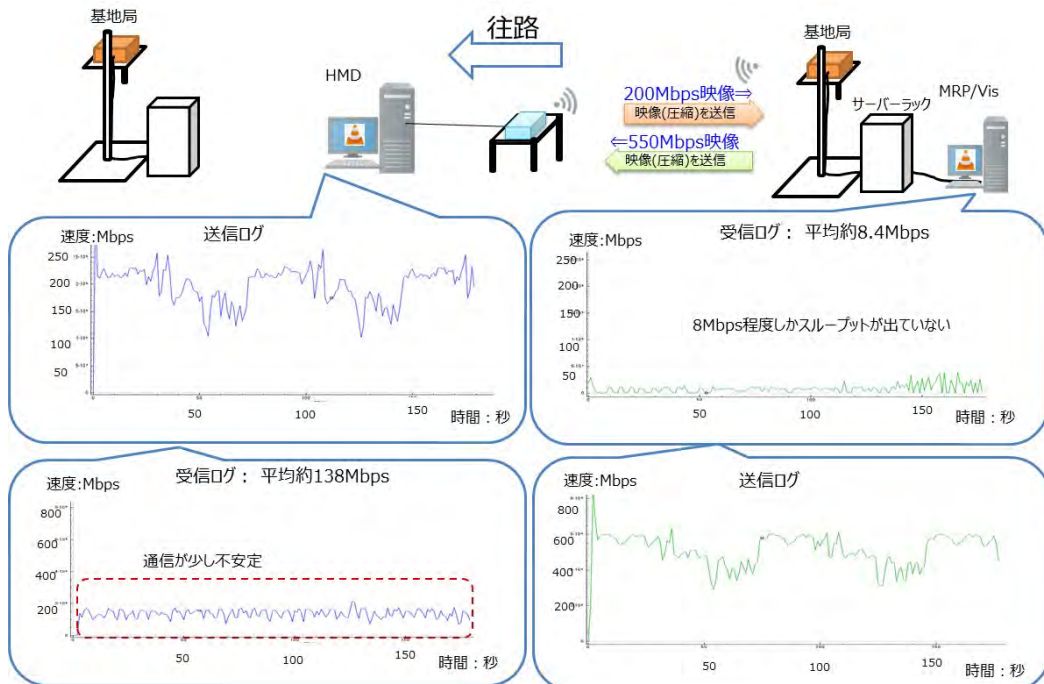 基地局
往路
基地局
HMD
200Mbps映像⇒
映像(圧縮)を送信
⇐550Mbps映像
映像(圧縮)を送信
サーバーラック
MRP/Vis
速度:Mbps
送信ログ
250
200
150
100
50
50
100
150
時間：秒
受信ログ： 平均約8.4Mbps
速度:Mbps
250
200
150
100
50
8Mbps程度しかスループットが出ていない
50
100
150
時間：秒
受信ログ： 平均約138Mbps
速度:Mbps
800
600
400
200
通信が少し不安定
50
100
150
時間：秒
速度:Mbps
送信ログ
800
600
400
200
50
100
150
時間：秒